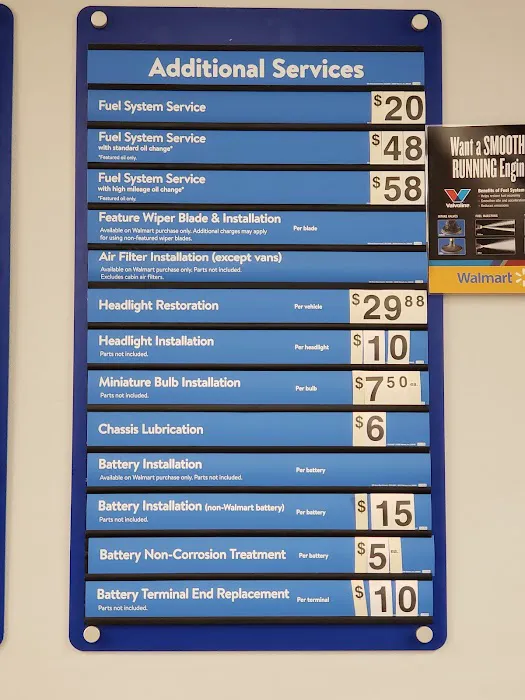 Additional Services
Fuel System Service $20
Fuel System Service $48
with standard oil change*
*Featured oil only.
Fuel System Service $58
with high mileage oil change*
*Featured oil only.
Feature Wiper Blade & Installation
Available on Walmart purchase only. Additional charges may apply Per blade
for using non-featured wiper blades.
Air Filter Installation (except vans)
Available on Walmart purchase only. Parts not included.
Excludes cabin air filters.
Headlight Restoration Per vehicle $29 88
Headlight Installation Per headlight $10
Parts not included.
Miniature Bulb Installation Per bulb $7 50 ea.
Parts not included.
Chassis Lubrication $6
Battery Installation Per battery
Available on Walmart purchase only. Parts not included.
Battery Installation (non-Walmart battery) Per battery $15
Parts not included.
Battery Non-Corrosion Treatment Per battery $5 ea.
Battery Terminal End Replacement Per terminal $10
Parts not included.
Want a SMOOTH
RUNNING Engin
Valvoline
Benefits of Fuel System
Walmart